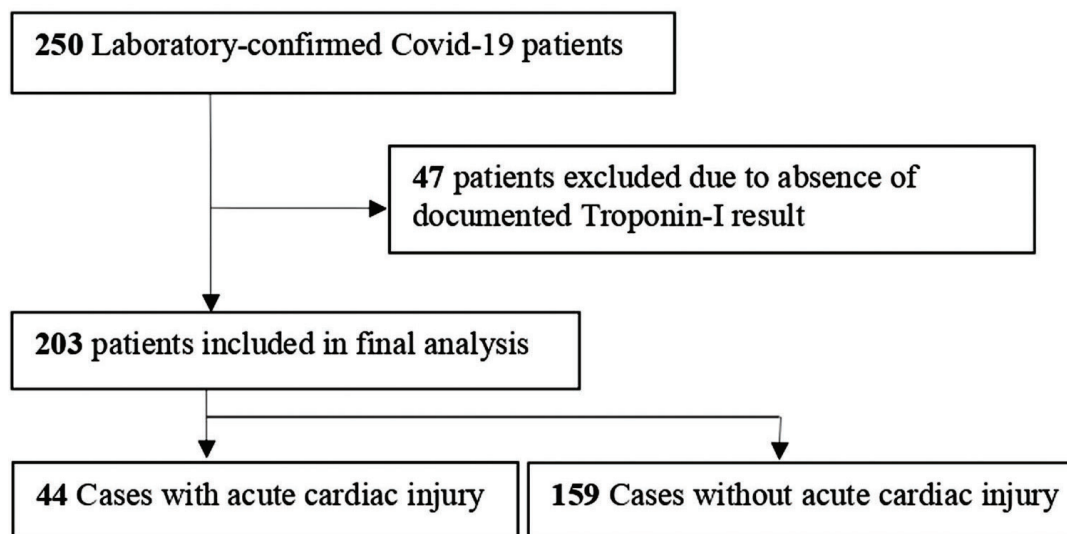 250 Laboratory-confirmed Covid-19 patients
47 patients excluded due to absence of
documented Troponin-I result
203 patients included in final analysis
44 Cases with acute cardiac injury
159 Cases without acute cardiac injury